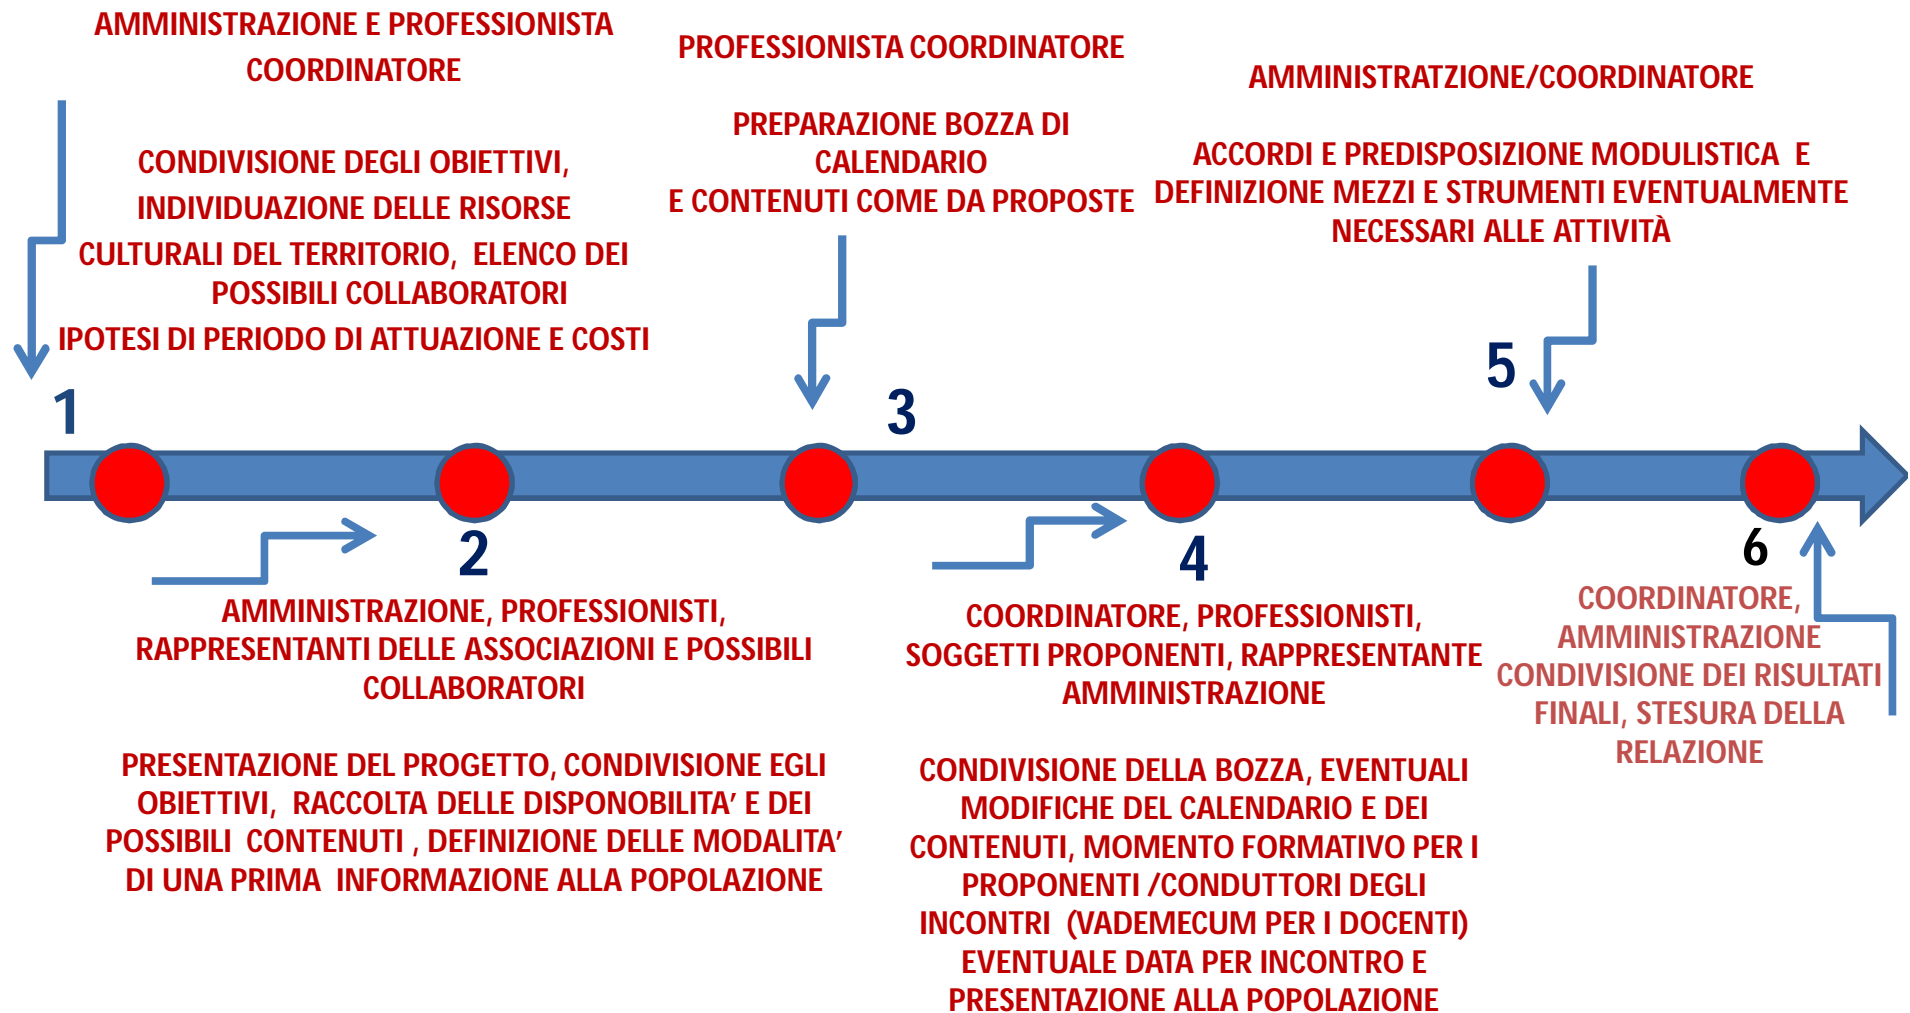 AMMINISTRAZIONE E PROFESSIONISTA
COORDINATORE
CONDIVISIONE DEGLI OBIETTIVI,
INDIVIDUAZIONE DELLE RISORSE
CULTURALI DEL TERRITORIO, ELENCO DEI
POSSIBILI COLLABORATORI
IPOTESI DI PERIODO DI ATTUAZIONE E COSTI
1
AMMINISTRAZIONE, PROFESSIONISTI,
RAPPRESENTANTI DELLE ASSOCIAZIONI E POSSIBILI
COLLABORATORI
PRESENTAZIONE DEL PROGETTO, CONDIVISIONE EGLI
OBIETTIVI, RACCOLTA DELLE DISPONOBILITA’ E DEI
POSSIBILI CONTENUTI , DEFINIZIONE DELLE MODALITA’
DI UNA PRIMA INFORMAZIONE ALLA POPOLAZIONE
2
PROFESSIONISTA COORDINATORE
PREPARAZIONE BOZZA DI
CALENDARIO
E CONTENUTI COME DA PROPOSTE
3
4
COORDINATORE, PROFESSIONISTI,
SOGGETTI PROPONENTI, RAPPRESENTANTE
AMMINISTRAZIONE
CONDIVISIONE DELLA BOZZA, EVENTUALI
MODIFICHE DEL CALENDARIO E DEI
CONTENUTI, MOMENTO FORMATIVO PER I
PROPONENTI /CONDUTTORI DEGLI
INCONTRI (VADEMECUM PER I DOCENTI)
EVENTUALE DATA PER INCONTRO E
PRESENTAZIONE ALLA POPOLAZIONE
AMMINISTRATZIONE/COORDINATORE
ACCORDI E PREDISPOSIZIONE MODULISTICA E
DEFINIZIONE MEZZI E STRUMENTI EVENTUALMENTE
NECESSARI ALLE ATTIVITÀ
5
6
COORDINATORE,
AMMINISTRAZIONE
CONDIVISIONE DEI RISULTATI
FINALI, STESURA DELLA
RELAZIONE